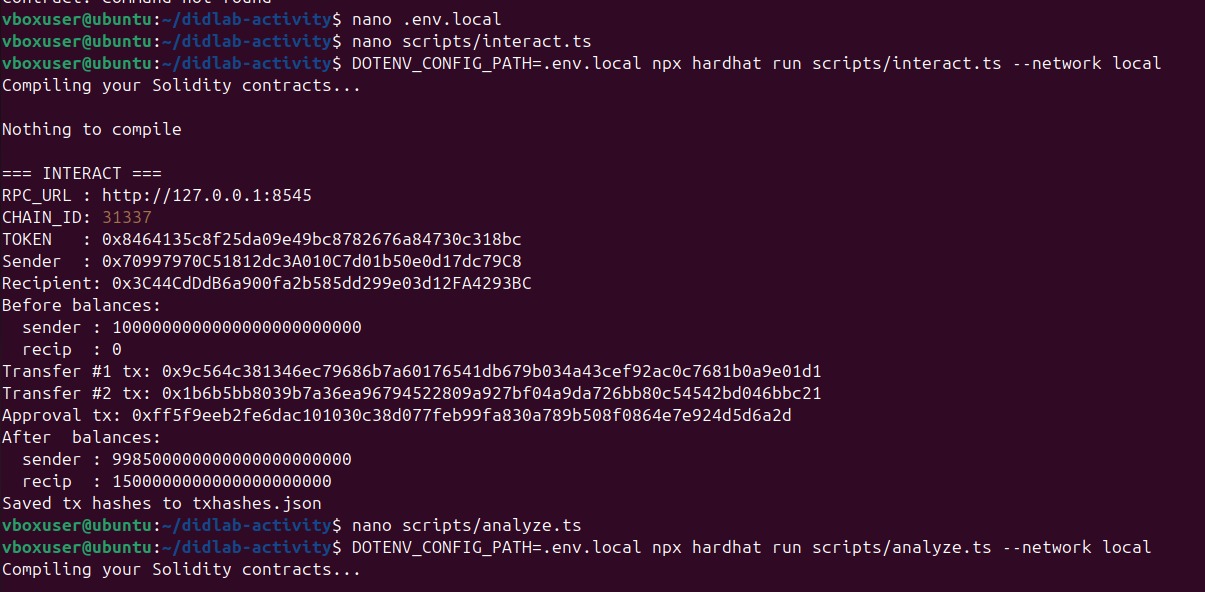 contract: command not found
vboxuser@ubuntu:~/didlab-activity$ nano .env.local
vboxuser@ubuntu:~/didlab-activity$ nano scripts/interact.ts
vboxuser@ubuntu:~/didlab-activity$ DOTENV_CONFIG_PATH=.env.local npx hardhat run scripts/interact.ts --network local
Compiling your Solidity contracts...
Nothing to compile
=== INTERACT ===
RPC_URL : http://127.0.0.1:8545
CHAIN_ID: 31337
TOKEN   : 0x8464135c8f25da09e49bc8782676a84730c318bc
Sender  : 0x70997970C51812dc3A010C7d01b50e0d17dc79C8
Recipient: 0x3C44CdDdB6a900fa2b585dd299e03d12FA4293BC
Before balances:
  sender : 1000000000000000000000000
  recip  : 0
Transfer #1 tx: 0x9c564c381346ec79686b7a60176541db679b034a43cef92ac0c7681b0a9e01d1
Transfer #2 tx: 0x1b6b5bb8039b7a36ea96794522809a927bf04a9da726bb80c54542bd046bbc21
Approval tx: 0xff5f9eeb2fe6dac101030c38d077feb99fa830a789b508f0864e7e924d5d6a2d
After  balances:
  sender : 998500000000000000000000
  recip  : 1500000000000000000000
Saved tx hashes to txhashes.json
vboxuser@ubuntu:~/didlab-activity$ nano scripts/analyze.ts
vboxuser@ubuntu:~/didlab-activity$ DOTENV_CONFIG_PATH=.env.local npx hardhat run scripts/analyze.ts --network local
Compiling your Solidity contracts...